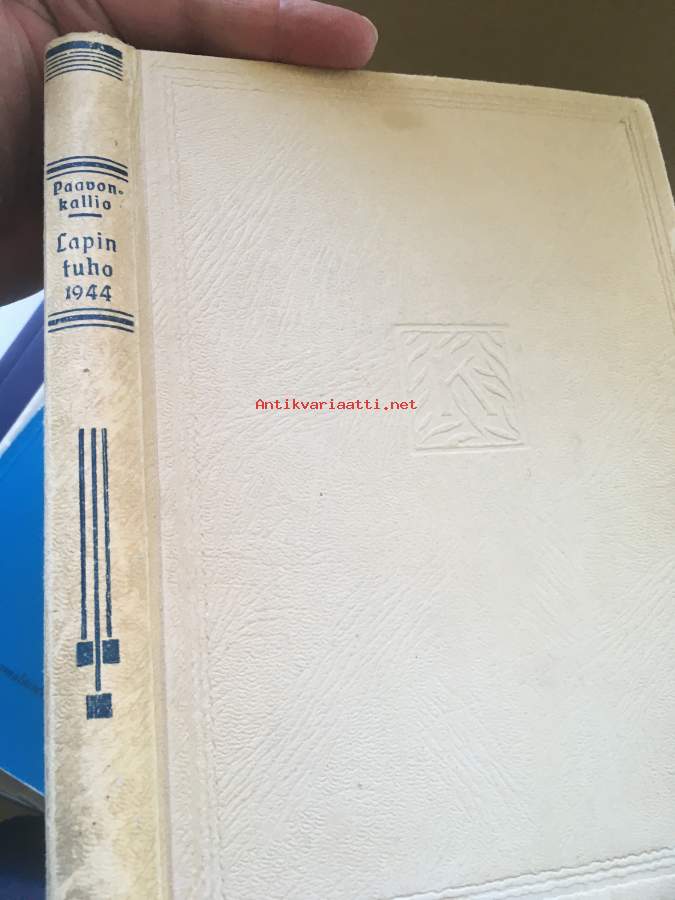 Paavon-
kallio
Lapin
tuho
1944
Antikvariaatti.net